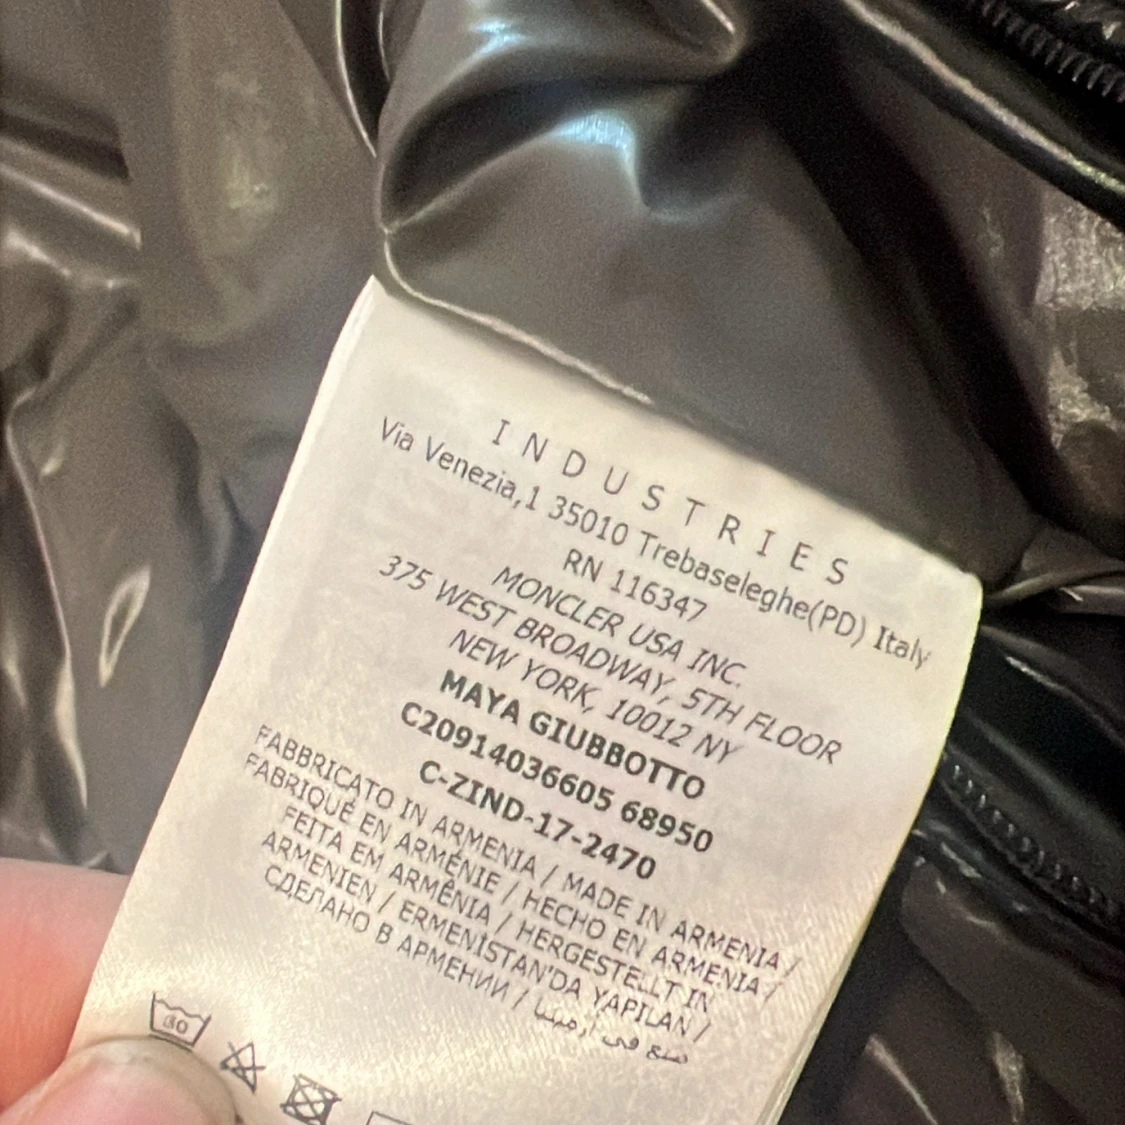 INDUSTRIES
Via Venezia,1 35010 Trebaseleghe(PD) Italy
RN 116347
MONCLER USA INC.
375 WEST BROADWAY, 5TH FLOOR
NEW YORK, 10012 NY
MAYA GIUBBOTTO
C20914036605 68950
C-ZIND-17-2470
FABBRICATO IN ARMENIA / MADE IN ARMENIA /
FABRIQUÉ EN ARMÉNIE / HECHO EN ARMENIA /
FEITA EM ARMÊNIA / HERGESTELLT IN
ARMENIEN / ERMENISTAN'DA YAPILAN /
СДЕЛАНО В АРМЕНИИ / صنع في أرمينيا
30